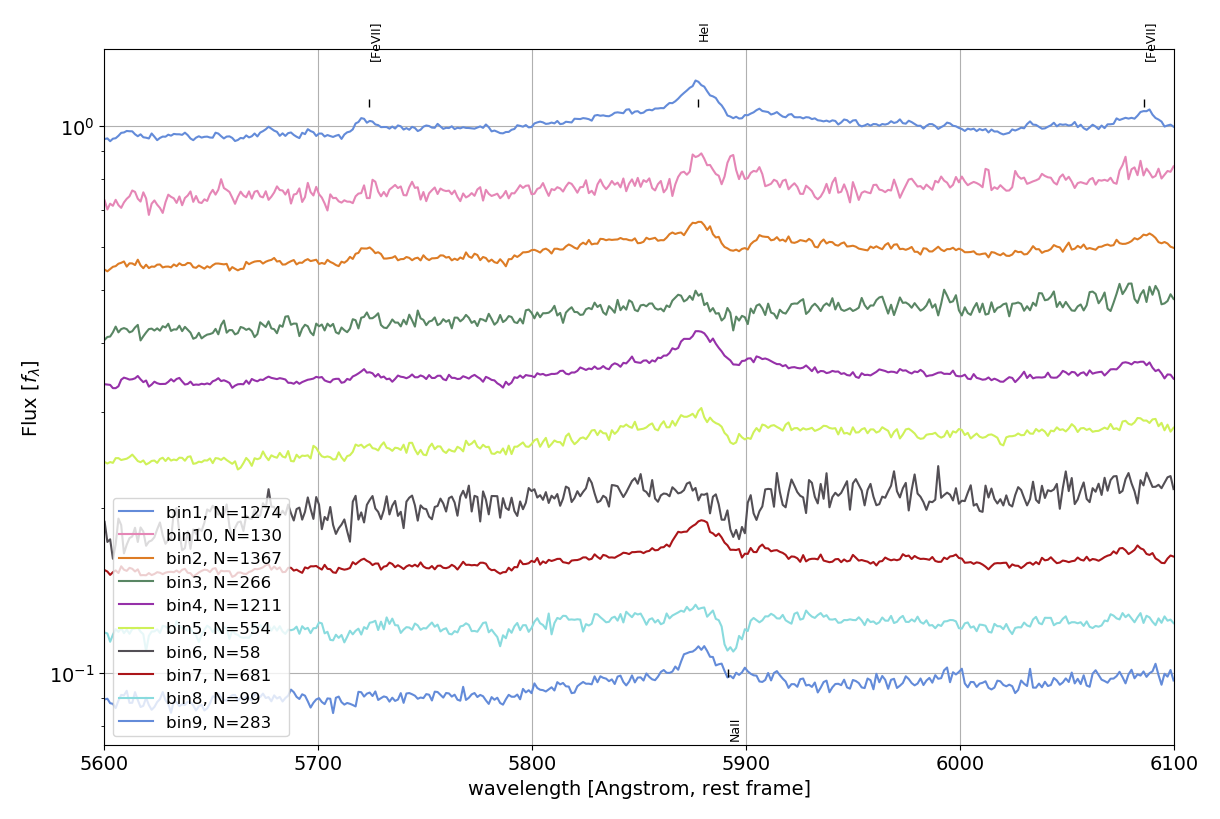 [FeVII]
HeI
[FeVII]
10⁰
Flux [fλ]
bin1, N=1274
bin10, N=130
bin2, N=1367
bin3, N=266
bin4, N=1211
bin5, N=554
bin6, N=58
bin7, N=681
bin8, N=99
bin9, N=283
10⁻¹
NaII
5600 5700 5800 5900 6000 6100
wavelength [Angstrom, rest frame]